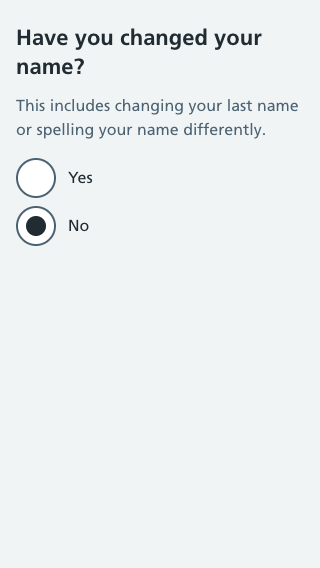 Have you changed your
name?
This includes changing your last name
or spelling your name differently.
Yes
No